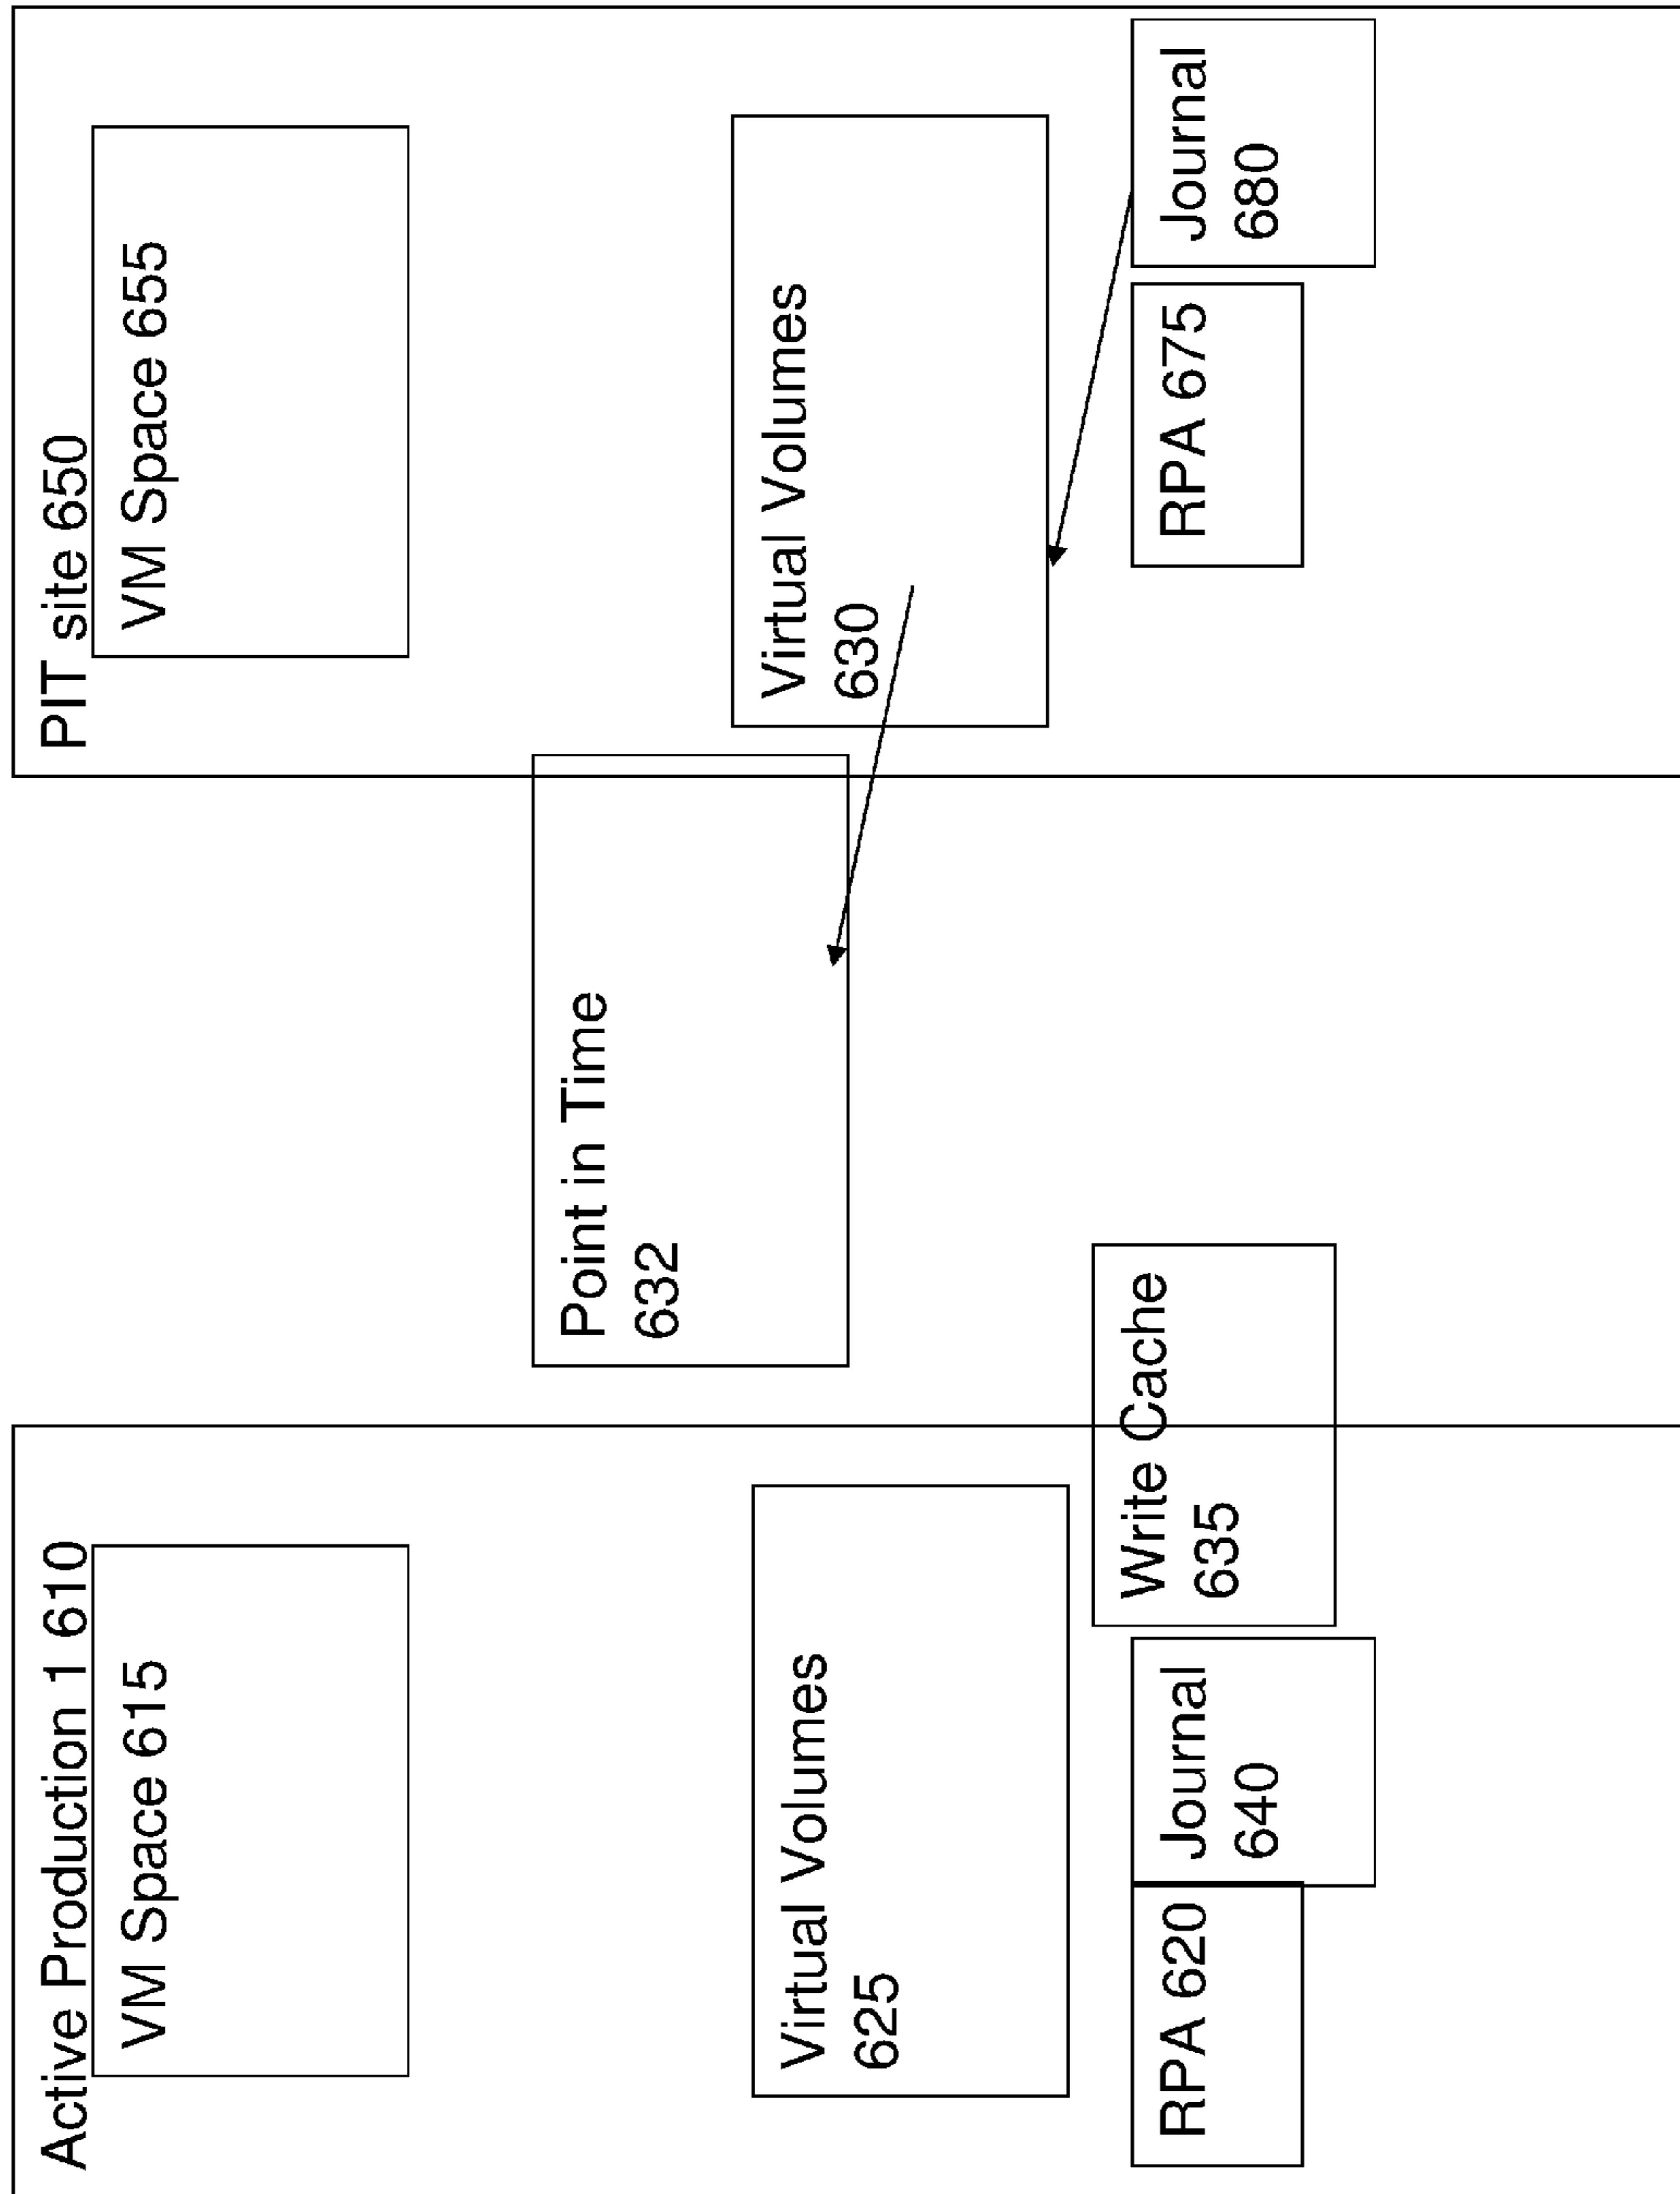 Active Production 1 610
VM Space 615
Virtual Volumes
625
RPA 620
Journal
640
Write Cache
635
Point in Time
632
PIT site 650
VM Space 655
Virtual Volumes
630
RPA 675
Journal
680